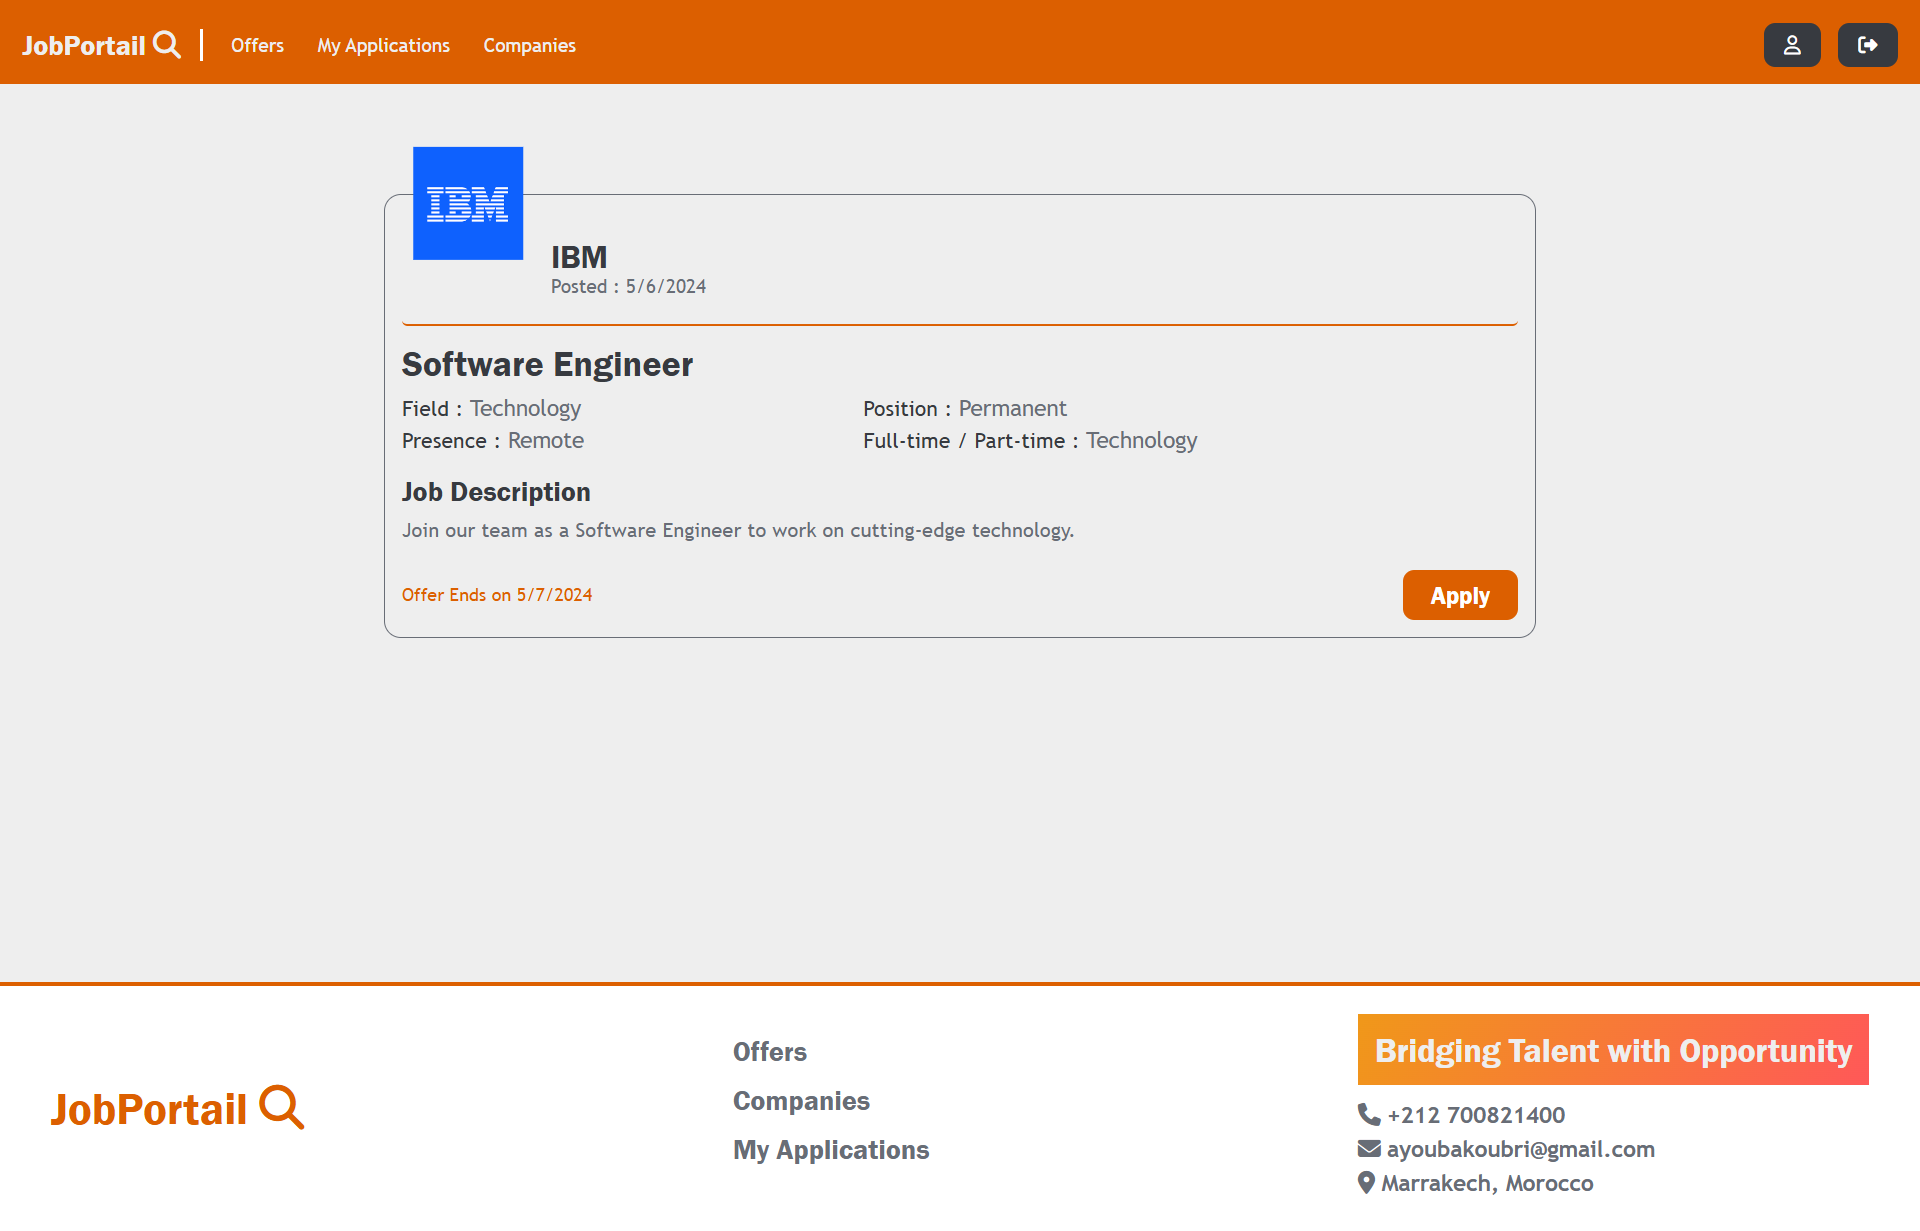 JobPortail
Offers
My Applications
Companies
IBM
IBM
Posted : 5/6/2024
Software Engineer
Field : Technology
Position : Permanent
Presence : Remote
Full-time / Part-time : Technology
Job Description
Join our team as a Software Engineer to work on cutting-edge technology.
Offer Ends on 5/7/2024
Apply
JobPortail
Offers
Companies
My Applications
Bridging Talent with Opportunity
+212 700821400
ayoubakoubri@gmail.com
Marrakech, Morocco